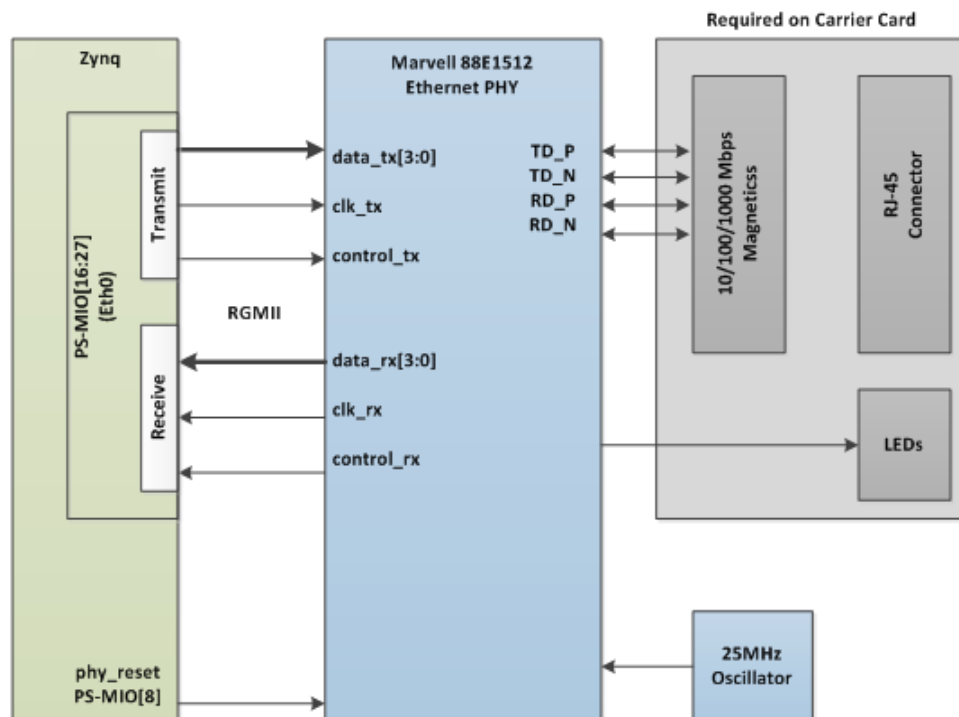 Required on Carrier Card
Zynq
Marvell 88E1512
Ethernet PHY
PS-MIO[16:27]
(Eth0)
Transmit
Receive
RGMII
data_tx[3:0]
clk_tx
control_tx
data_rx[3:0]
clk_rx
control_rx
TD_P
TD_N
RD_P
RD_N
10/100/1000 Mbps
Magneticss
RJ-45
Connector
LEDs
phy_reset
PS-MIO[8]
25MHz
Oscillator